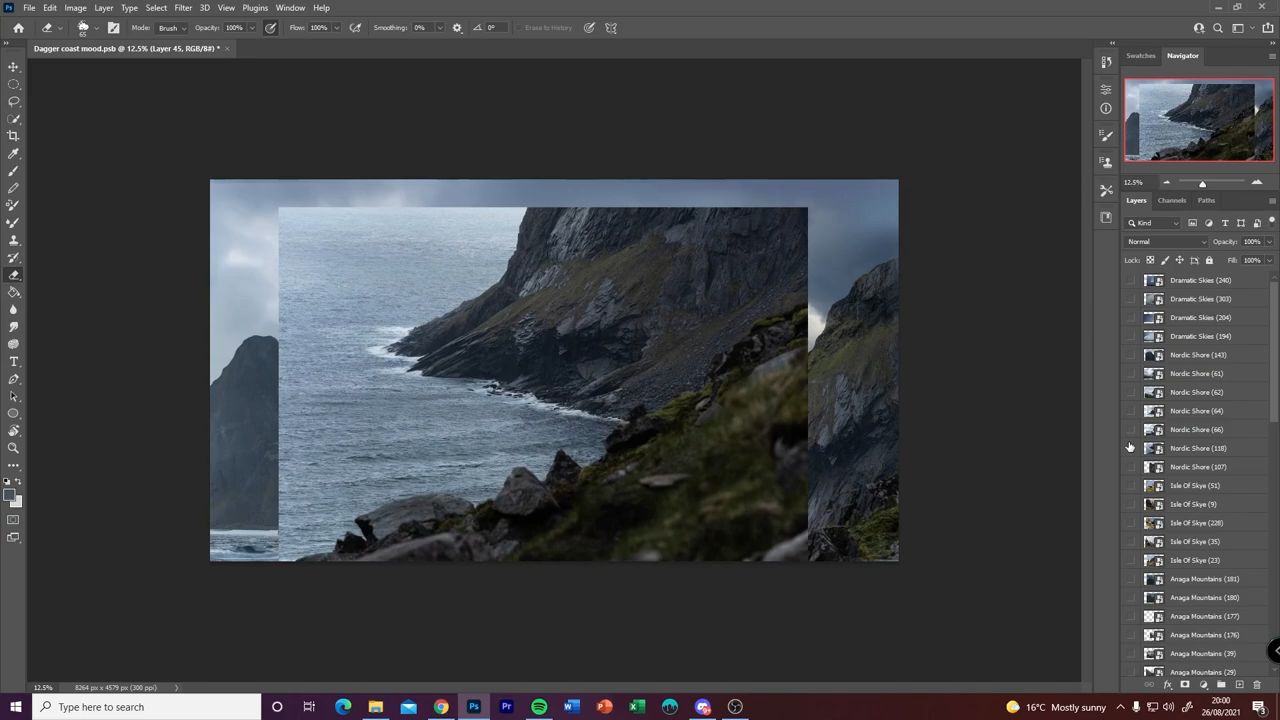 File Edit Image Layer Type Select Filter 3D View Plugins Window Help
65 Mode: Brush Opacity: 100% Flow: 100% Smoothing: 0% 0° Erase to History
Dagger coast mood.psb @ 12.5% (Layer 45, RGB/8#) *
Swatches Navigator
12.5%
Layers Channels Paths
Kind
Normal Opacity: 100%
Lock: Fill: 100%
Dramatic Skies (240)
Dramatic Skies (303)
Dramatic Skies (204)
Dramatic Skies (194)
Nordic Shore (143)
Nordic Shore (61)
Nordic Shore (62)
Nordic Shore (64)
Nordic Shore (66)
Nordic Shore (118)
Nordic Shore (107)
Isle Of Skye (51)
Isle Of Skye (9)
Isle Of Skye (228)
Isle Of Skye (35)
Isle Of Skye (23)
Anaga Mountains (181)
Anaga Mountains (180)
Anaga Mountains (177)
Anaga Mountains (176)
Anaga Mountains (39)
Anaga Mountains (29)
12.5% 8264 px x 4579 px (300 ppi)
Type here to search
16°C Mostly sunny
20:00
26/08/2021